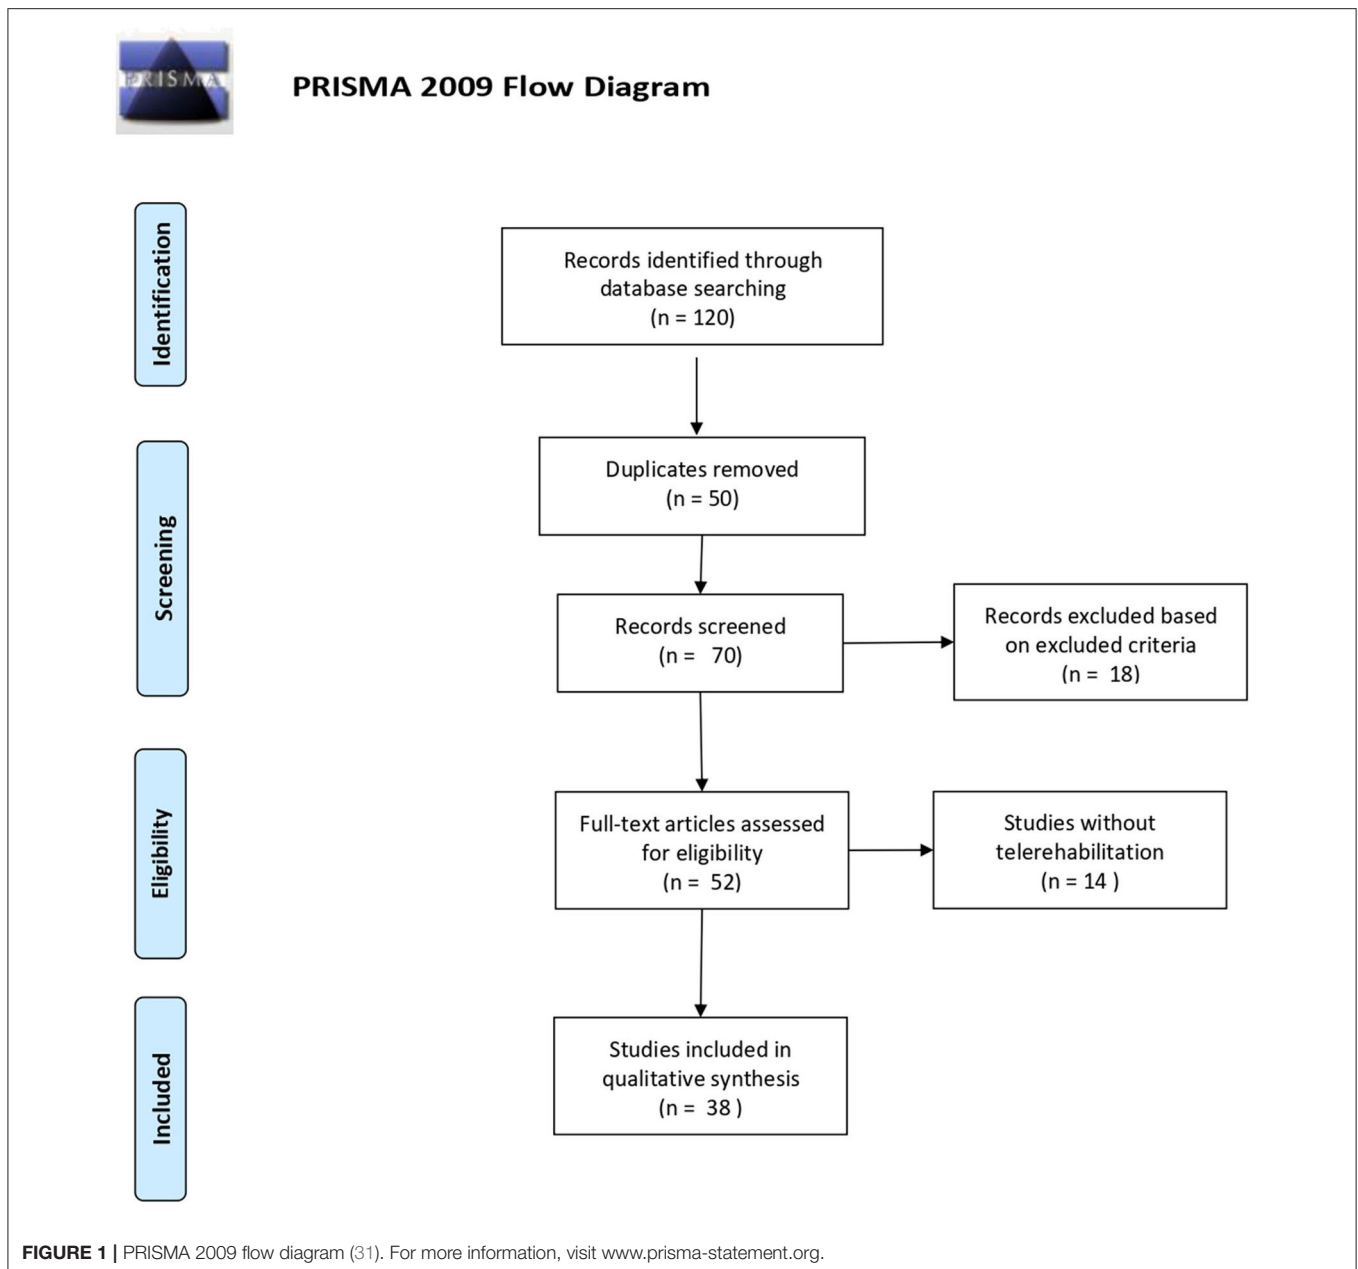 PRISMA
PRISMA 2009 Flow Diagram
Identification
Records identified through
database searching
(n = 120)
Screening
Duplicates removed
(n = 50)
Records screened
(n =   70)
Records excluded based
on excluded criteria
(n =  18)
Eligibility
Full-text articles assessed
for eligibility
(n =  52)
Studies without
telerehabilitation
(n = 14 )
Included
Studies included in
qualitative synthesis
(n =  38 )
FIGURE 1 | PRISMA 2009 flow diagram (31). For more information, visit www.prisma-statement.org.